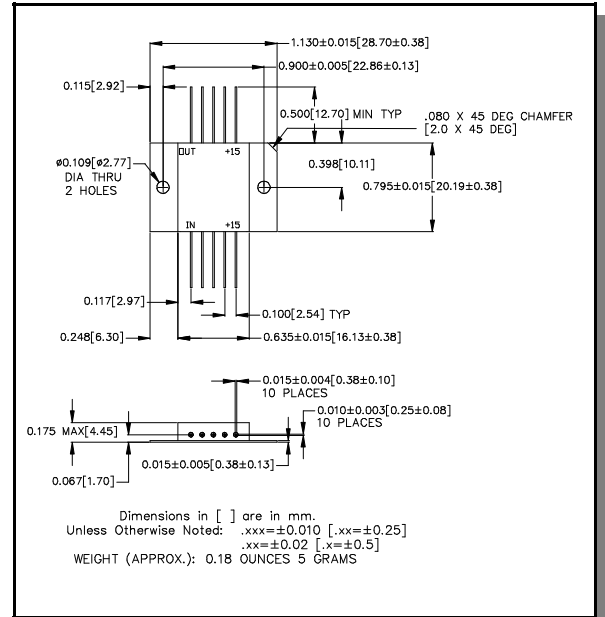 1.130±0.015[28.70±0.38]
0.900±0.005[22.86±0.13]
0.115[2.92]
0.500[12.70] MIN TYP
.080 X 45 DEG CHAMFER
[2.0 X 45 DEG]
OUT +15
0.398[10.11]
ø0.109[ø2.77]
DIA THRU
2 HOLES
0.795±0.015[20.19±0.38]
IN +15
0.117[2.97]
0.100[2.54] TYP
0.248[6.30]
0.635±0.015[16.13±0.38]
0.015±0.004[0.38±0.10]
10 PLACES
0.010±0.003[0.25±0.08]
10 PLACES
0.175 MAX[4.45]
0.015±0.005[0.38±0.13]
0.067[1.70]
Dimensions in [ ] are in mm.
Unless Otherwise Noted: .xxx=±0.010 [.xx=±0.25]
.xx=±0.02 [.x=±0.5]
WEIGHT (APPROX.): 0.18 OUNCES 5 GRAMS